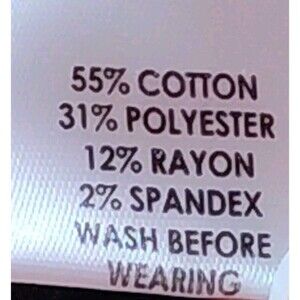 55% COTTON
31% POLYESTER
12% RAYON
2% SPANDEX
WASH BEFORE
WEARING